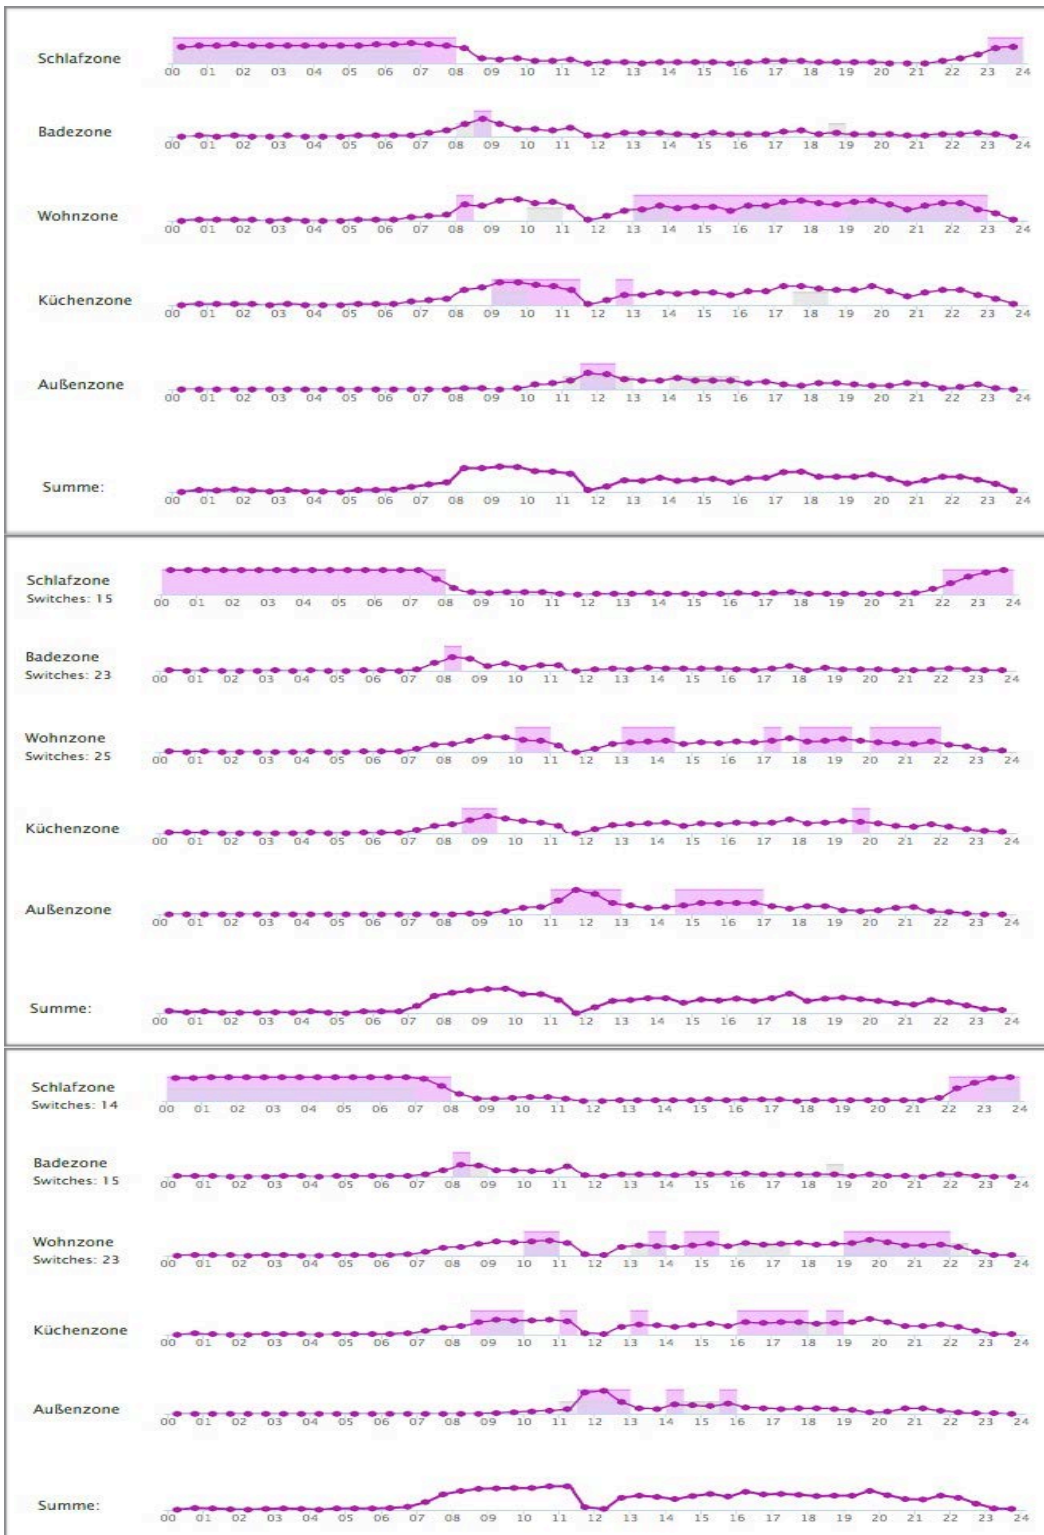 Schlafzone
00 01 02 03 04 05 06 07 08 09 10 11 12 13 14 15 16 17 18 19 20 21 22 23 24
Badezone
00 01 02 03 04 05 06 07 08 09 10 11 12 13 14 15 16 17 18 19 20 21 22 23 24
Wohnzone
00 01 02 03 04 05 06 07 08 09 10 11 12 13 14 15 16 17 18 19 20 21 22 23 24
Küchenzone
00 01 02 03 04 05 06 07 08 09 10 11 12 13 14 15 16 17 18 19 20 21 22 23 24
Außenzone
00 01 02 03 04 05 06 07 08 09 10 11 12 13 14 15 16 17 18 19 20 21 22 23 24
Summe:
00 01 02 03 04 05 06 07 08 09 10 11 12 13 14 15 16 17 18 19 20 21 22 23 24
Schlafzone
Switches: 15
00 01 02 03 04 05 06 07 08 09 10 11 12 13 14 15 16 17 18 19 20 21 22 23 24
Badezone
Switches: 23
00 01 02 03 04 05 06 07 08 09 10 11 12 13 14 15 16 17 18 19 20 21 22 23 24
Wohnzone
Switches: 25
00 01 02 03 04 05 06 07 08 09 10 11 12 13 14 15 16 17 18 19 20 21 22 23 24
Küchenzone
00 01 02 03 04 05 06 07 08 09 10 11 12 13 14 15 16 17 18 19 20 21 22 23 24
Außenzone
00 01 02 03 04 05 06 07 08 09 10 11 12 13 14 15 16 17 18 19 20 21 22 23 24
Summe:
00 01 02 03 04 05 06 07 08 09 10 11 12 13 14 15 16 17 18 19 20 21 22 23 24
Schlafzone
Switches: 14
00 01 02 03 04 05 06 07 08 09 10 11 12 13 14 15 16 17 18 19 20 21 22 23 24
Badezone
Switches: 15
00 01 02 03 04 05 06 07 08 09 10 11 12 13 14 15 16 17 18 19 20 21 22 23 24
Wohnzone
Switches: 23
00 01 02 03 04 05 06 07 08 09 10 11 12 13 14 15 16 17 18 19 20 21 22 23 24
Küchenzone
00 01 02 03 04 05 06 07 08 09 10 11 12 13 14 15 16 17 18 19 20 21 22 23 24
Außenzone
00 01 02 03 04 05 06 07 08 09 10 11 12 13 14 15 16 17 18 19 20 21 22 23 24
Summe:
00 01 02 03 04 05 06 07 08 09 10 11 12 13 14 15 16 17 18 19 20 21 22 23 24